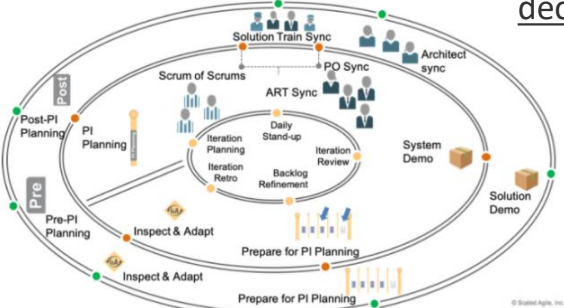 dec
Solution Train Sync
Architect
sync
Scrum of Scrums
PO Sync
ART Sync
Post
Post-PI
Planning
PI
Planning
Daily
Stand-up
Iteration
Planning
Iteration
Review
Iteration
Retro
Backlog
Refinement
System
Demo
Solution
Demo
Pre
Pre-PI
Planning
Inspect & Adapt
Prepare for PI Planning
Inspect & Adapt
Prepare for PI Planning
© Scaled Agile, Inc.